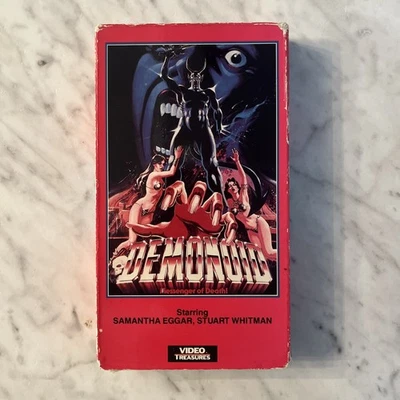 DEMONOID
Messenger of Death!
Starring
SAMANTHA EGGAR, STUART WHITMAN
VIDEO
TREASURES